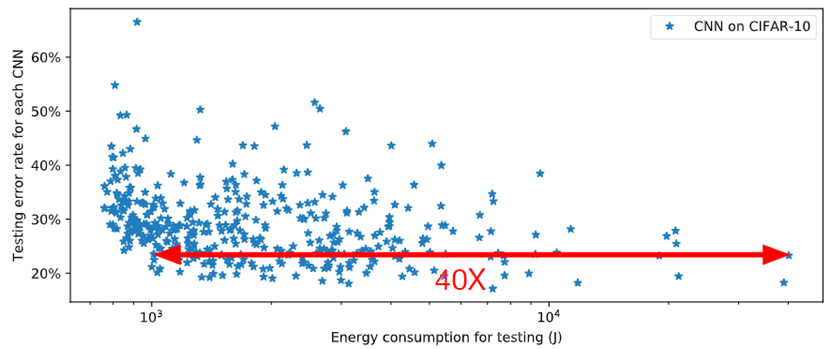 CNN on CIFAR-10
60%
50%
40%
30%
20%
Testing error rate for each CNN
40X
10³
10⁴
Energy consumption for testing (J)